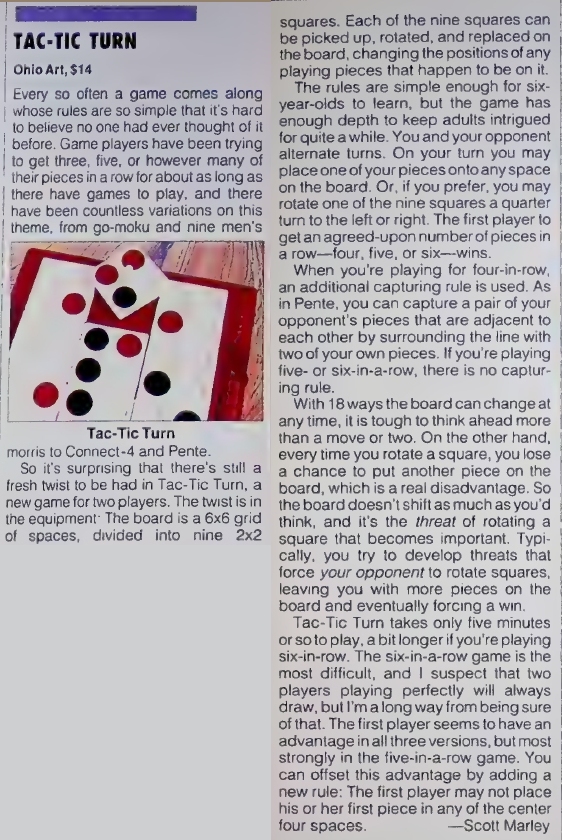 TAC-TIC TURN
Ohio Art, $14
Every so often a game comes along
whose rules are so simple that it's hard
to believe no one had ever thought of it
before. Game players have been trying
to get three, five, or however many of
their pieces in a row for about as long as
there have games to play, and there
have been countless variations on this
theme, from go-moku and nine men's
Tac-Tic Turn
morris to Connect-4 and Pente.
So it's surprising that there's still a
fresh twist to be had in Tac-Tic Turn, a
new game for two players. The twist is in
the equipment: The board is a 6x6 grid
of spaces, divided into nine 2x2
squares. Each of the nine squares can
be picked up, rotated, and replaced on
the board, changing the positions of any
playing pieces that happen to be on it.
The rules are simple enough for six-
year-olds to learn, but the game has
enough depth to keep adults intrigued
for quite a while. You and your opponent
alternate turns. On your turn you may
place one of your pieces onto any space
on the board. Or, if you prefer, you may
rotate one of the nine squares a quarter
turn to the left or right. The first player to
get an agreed-upon number of pieces in
a row—four, five, or six—wins.
When you're playing for four-in-row,
an additional capturing rule is used. As
in Pente, you can capture a pair of your
opponent's pieces that are adjacent to
each other by surrounding the line with
two of your own pieces. If you're playing
five- or six-in-a-row, there is no captur-
ing rule.
With 18 ways the board can change at
any time, it is tough to think ahead more
than a move or two. On the other hand,
every time you rotate a square, you lose
a chance to put another piece on the
board, which is a real disadvantage. So
the board doesn't shift as much as you'd
think, and it's the threat of rotating a
square that becomes important. Typi-
cally, you try to develop threats that
force your opponent to rotate squares,
leaving you with more pieces on the
board and eventually forcing a win.
Tac-Tic Turn takes only five minutes
or so to play, a bit longer if you're playing
six-in-row. The six-in-a-row game is the
most difficult, and I suspect that two
players playing perfectly will always
draw, but I'm a long way from being sure
of that. The first player seems to have an
advantage in all three versions, but most
strongly in the five-in-a-row game. You
can offset this advantage by adding a
new rule: The first player may not place
his or her first piece in any of the center
four spaces. —Scott Marley